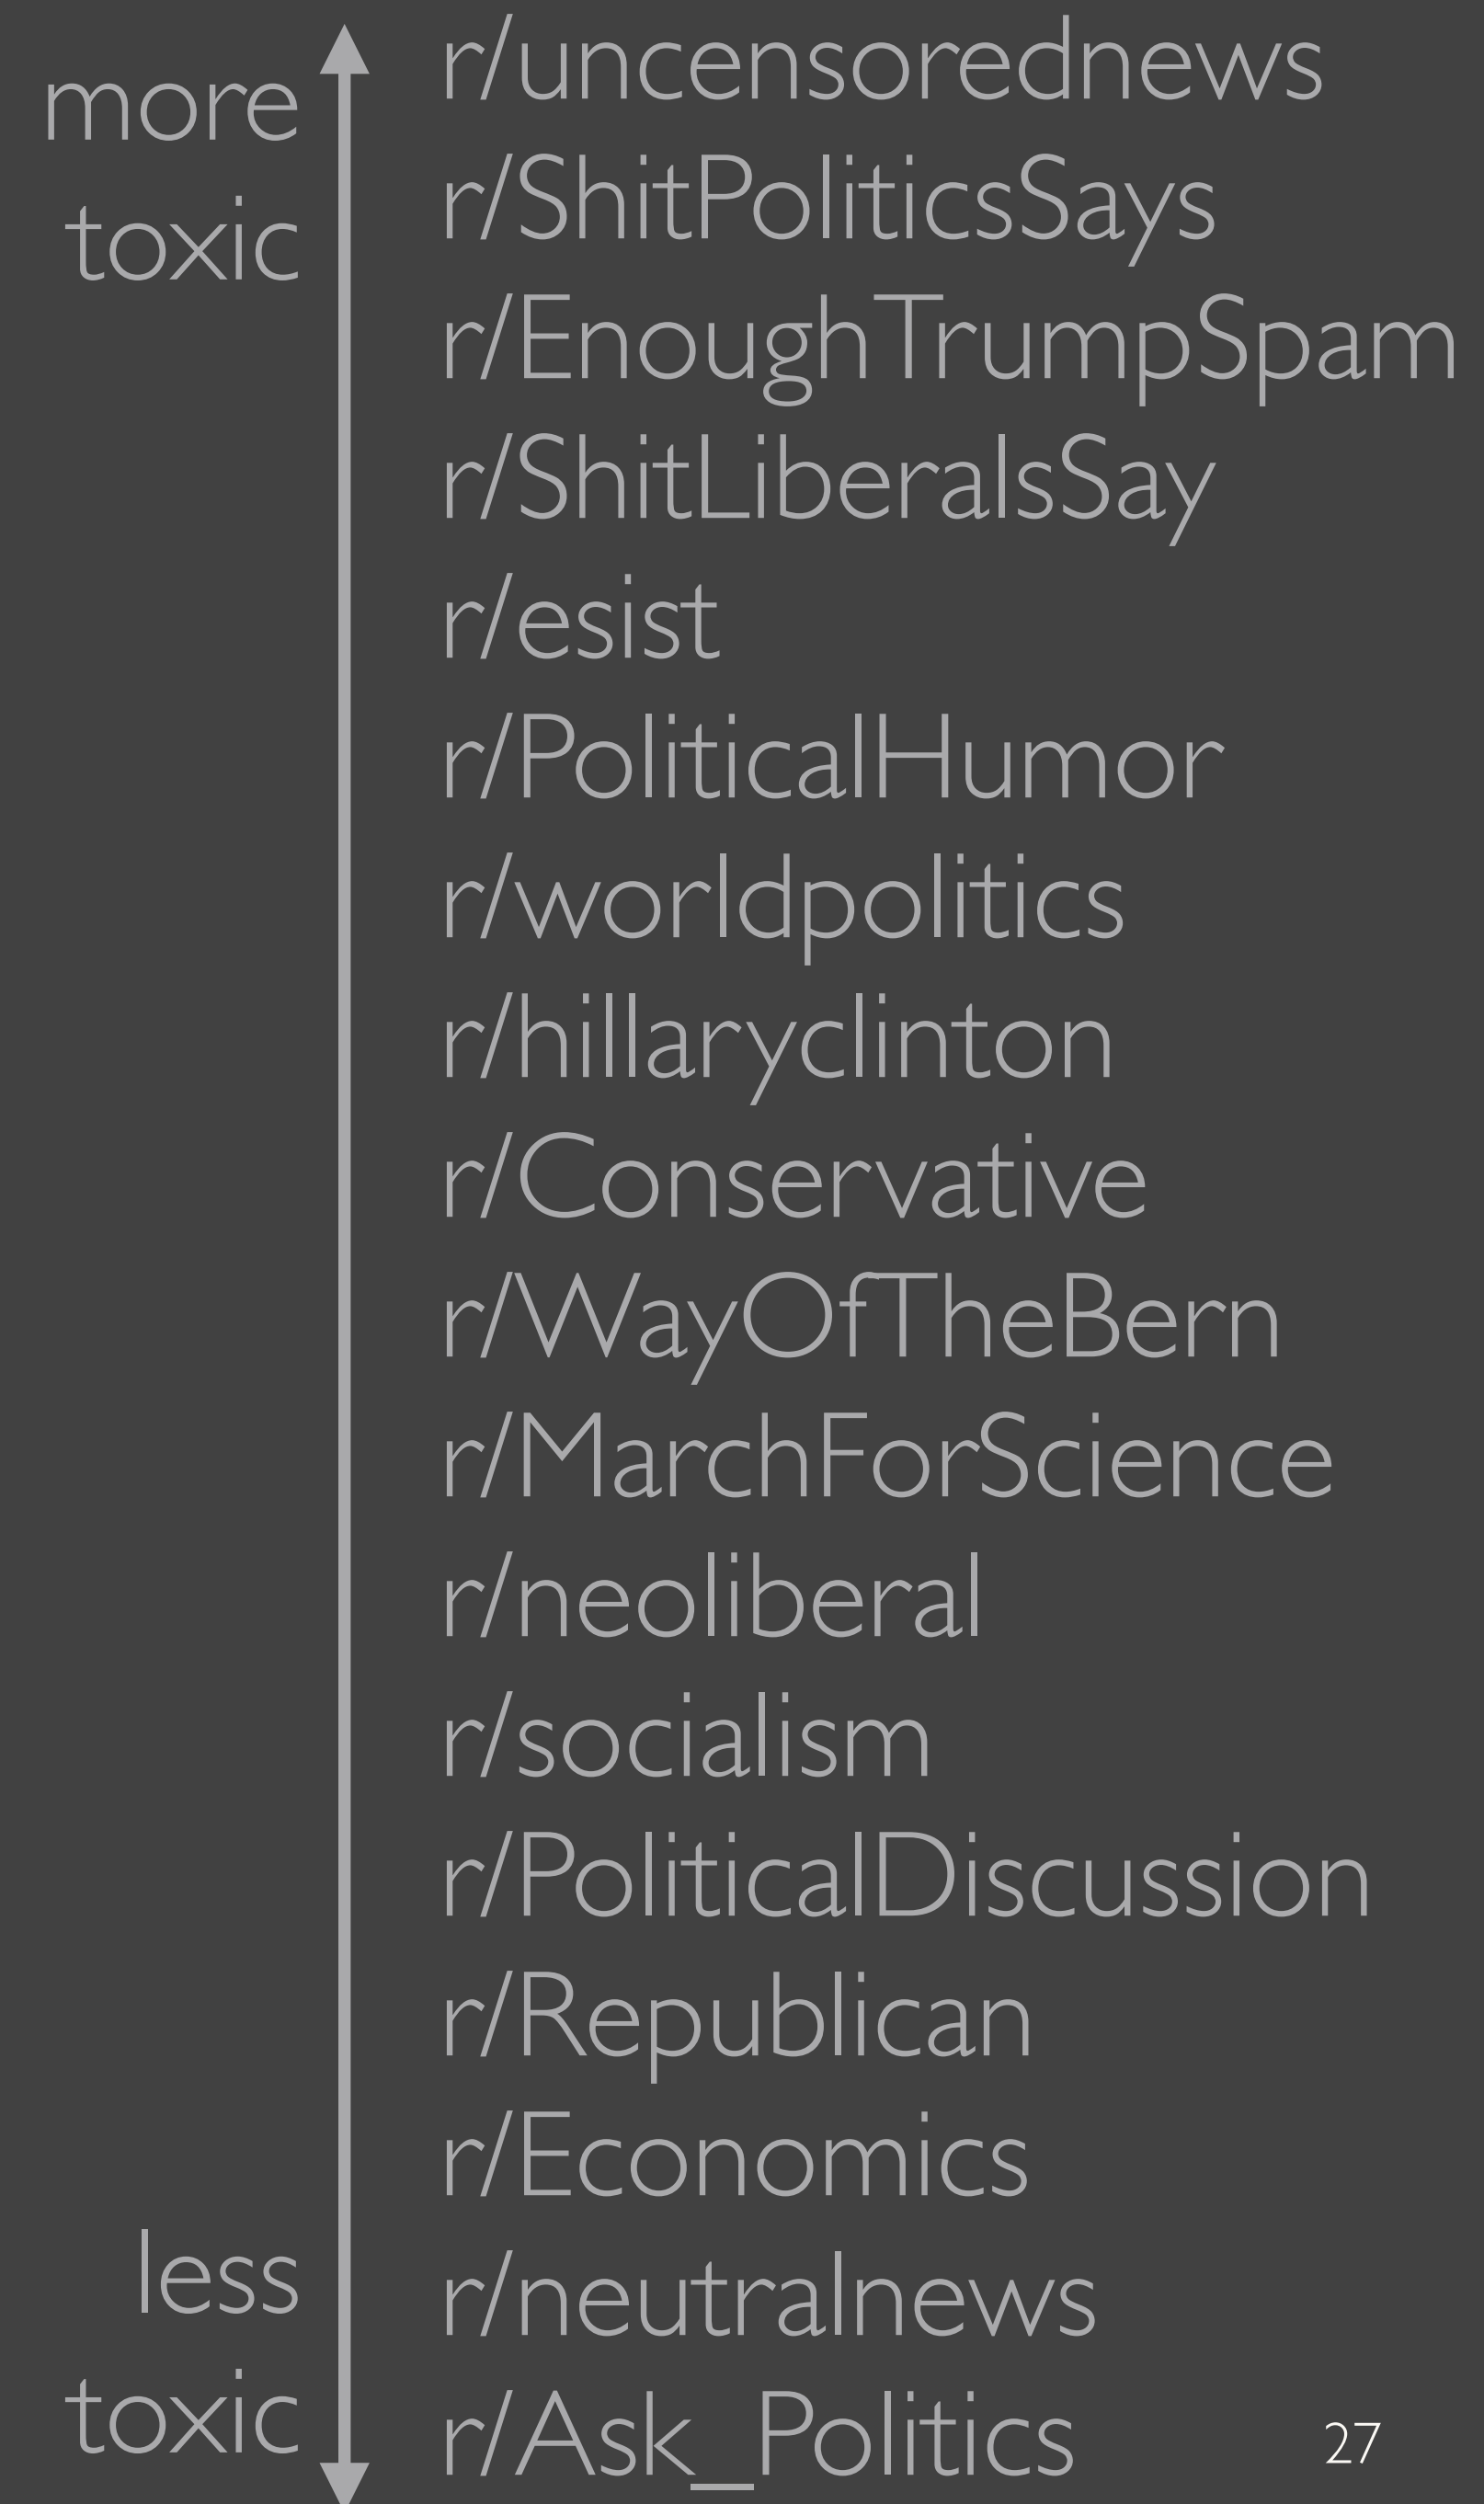 more
toxic
r/uncensorednews
r/ShitPoliticsSays
r/EnoughTrumpSpam
r/ShitLiberalsSay
r/esist
r/PoliticalHumor
r/worldpolitics
r/hillaryclinton
r/Conservative
r/WayOfTheBern
r/MarchForScience
r/neoliberal
r/socialism
r/PoliticalDiscussion
r/Republican
r/Economics
r/neutralnews
r/Ask_Politics
less
toxic
27